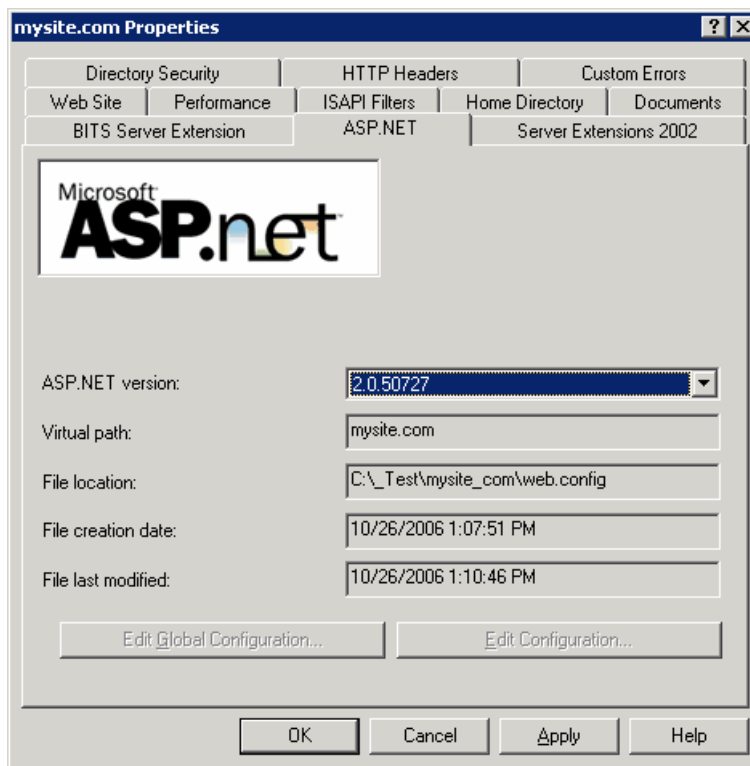 mysite.com Properties
Directory Security HTTP Headers Custom Errors
Web Site Performance ISAPI Filters Home Directory Documents
BITS Server Extension ASP.NET Server Extensions 2002
Microsoft
ASP.net
ASP.NET version: 2.0.50727
Virtual path: mysite.com
File location: C:\_Test\mysite_com\web.config
File creation date: 10/26/2006 1:07:51 PM
File last modified: 10/26/2006 1:10:46 PM
Edit Global Configuration... Edit Configuration...
OK Cancel Apply Help